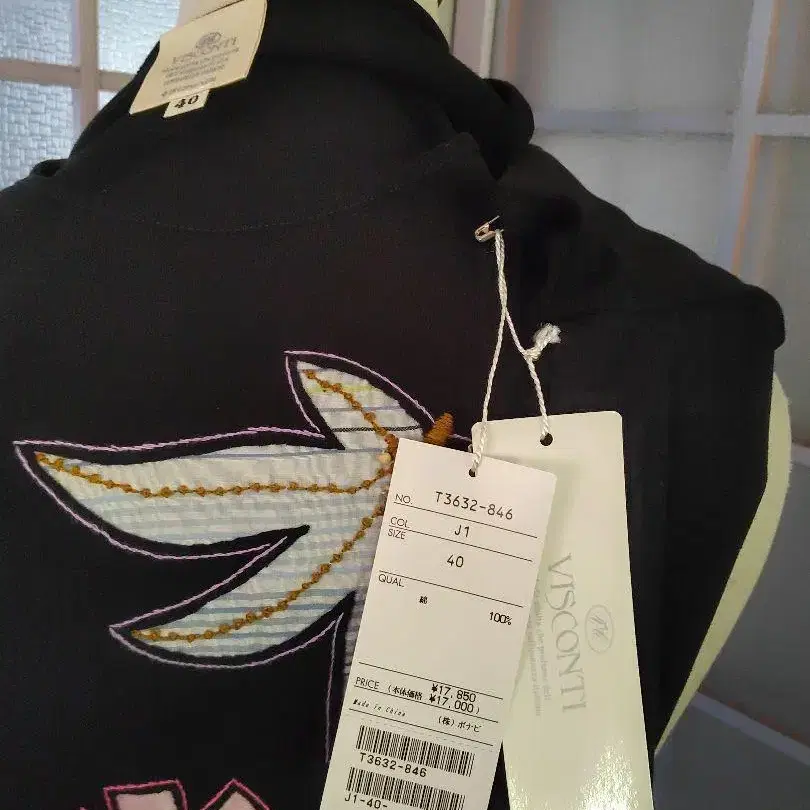 VISCONTI
40
NO. T3632-846
COL J1
SIZE 40
QUAL
綿 100%
PRICE (本体価格 ¥17,850
¥17,000)
Made in China (株)ボナビ
T3632-846
J1-40-
VISCONTI